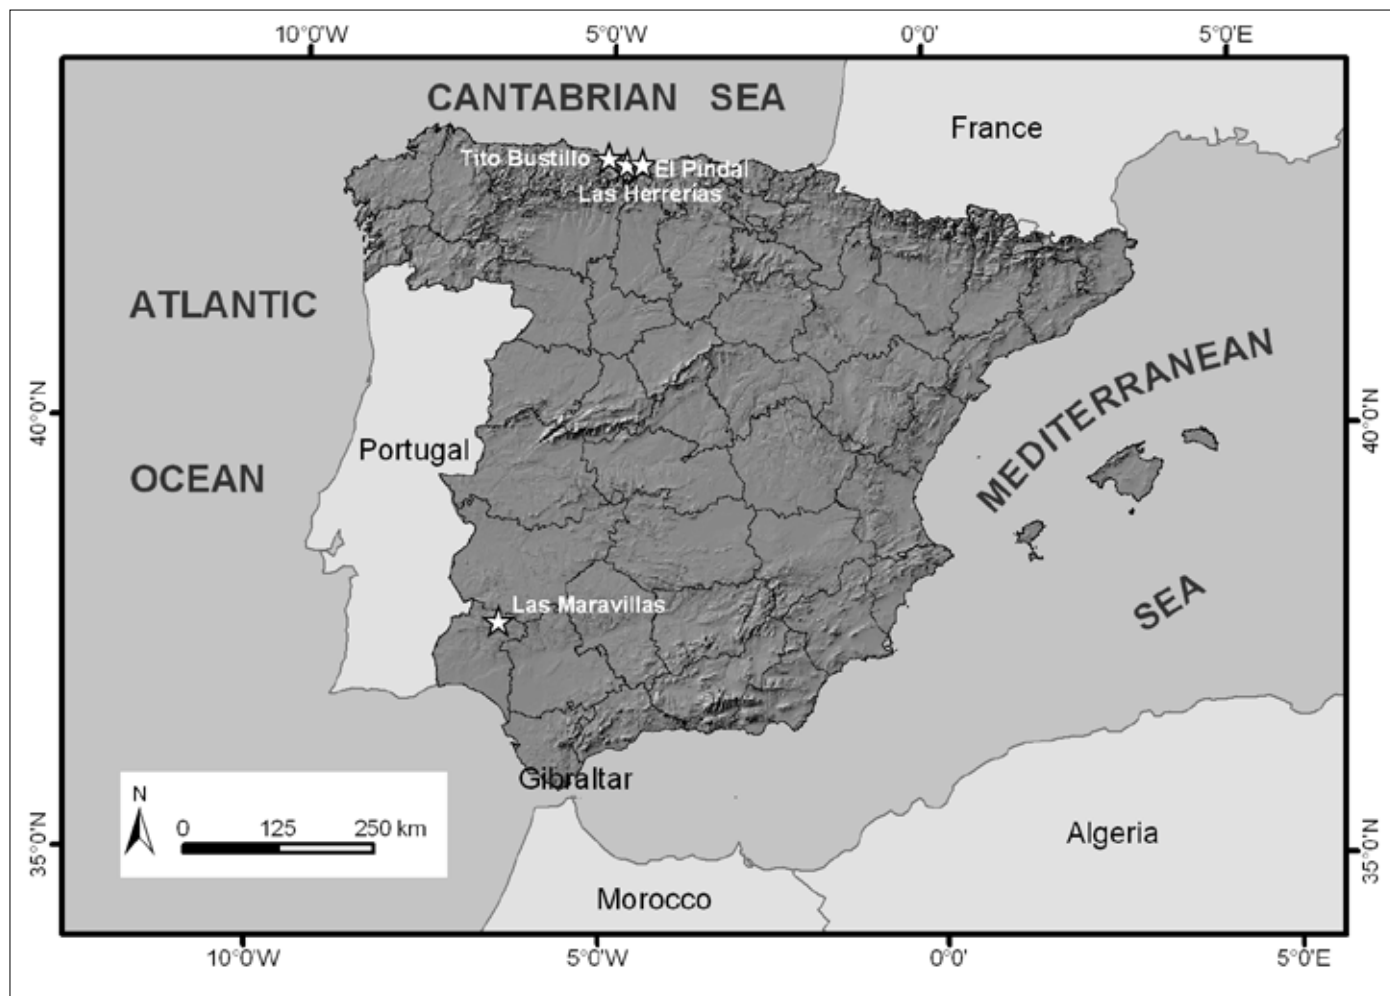 10°0'W 5°0'W 0°0' 5°0'E
CANTABRIAN SEA
France
Tito Bustillo
El Pindal
Las Herrerías
ATLANTIC
OCEAN
MEDITERRANEAN
SEA
40°0'N
40°0'N
Portugal
Las Maravillas
Gibraltar
N
0 125 250 km
Algeria
Morocco
35°0'N
35°0'N
10°0'W 5°0'W 0°0' 5°0'E